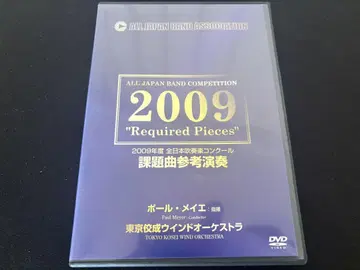 ALL JAPAN BAND ASSOCIATION
ALL JAPAN BAND COMPETITION
2009
"Required Pieces"
2009年度 全日本吹奏楽コンクール
課題曲参考演奏
ポール・メイエ 指揮
Paul Meyer Conductor
東京佼成ウインドオーケストラ
TOKYO KOSEI WIND ORCHESTRA
DVD
VIDEO